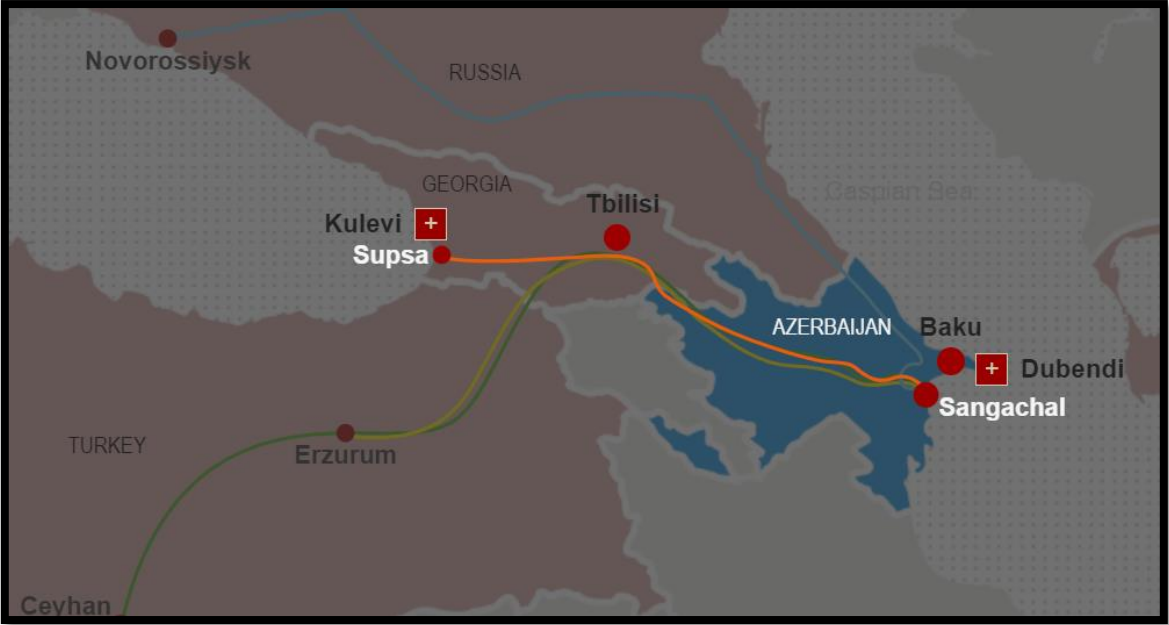 Novorossiysk
RUSSIA
GEORGIA
Caspian Sea
Tbilisi
Kulevi
Supsa
AZERBAIJAN
Baku
Dubendi
Sangachal
TURKEY
Erzurum
Ceyhan